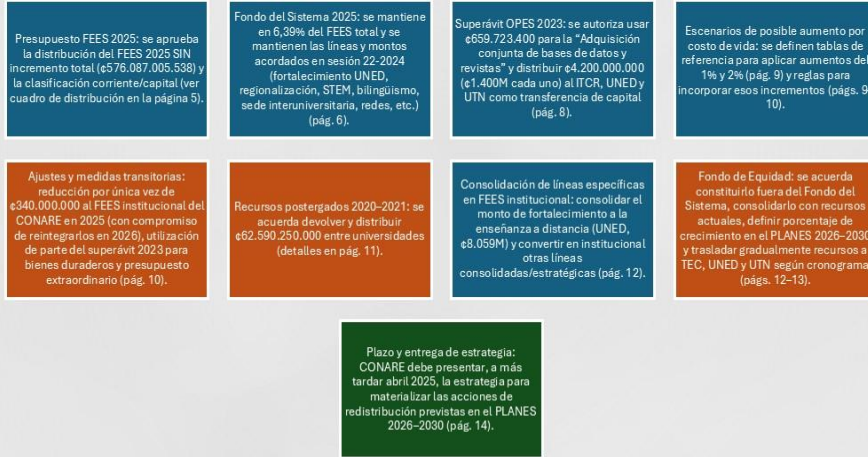 Presupuesto FEES 2025: se aprueba
la distribución del FEES 2025 SIN
incremento total (¢576.087.005.538) y
la clasificación corriente/capital (ver
cuadro de distribución en la página 5).
Fondo del Sistema 2025: se mantiene
en 6,39% del FEES total y se
mantienen las líneas y montos
acordados en sesión 22-2024
(fortalecimiento UNED,
regionalización, STEM, bilingüismo,
sede interuniversitaria, redes, etc.)
(pág. 6).
Superávit OPES 2023: se autoriza usar
¢659.723.400 para la “Adquisición
conjunta de bases de datos y
revistas” y distribuir ¢4.200.000.000
(¢1.400M cada uno) al ITCR, UNED y
UTN como transferencia de capital
(pág. 8).
Escenarios de posible aumento por
costo de vida: se definen tablas de
referencia para aplicar aumentos del
1% y 2% (pág. 9) y reglas para
incorporar esos incrementos (págs. 9–
10).
Ajustes y medidas transitorias:
reducción por única vez de
¢340.000.000 al FEES institucional del
CONARE en 2025 (con compromiso
de reintegrarlos en 2026), utilización
de parte del superávit 2023 para
bienes duraderos y presupuesto
extraordinario (pág. 10).
Recursos postergados 2020–2021: se
acuerda devolver y distribuir
¢62.590.250.000 entre universidades
(detalles en pág. 11).
Consolidación de líneas específicas
en FEES institucional: consolidar el
monto de fortalecimiento a la
enseñanza a distancia (UNED,
¢8.059M) y convertir en institucional
otras líneas
consolidadas/estratégicas (pág. 12).
Fondo de Equidad: se acuerda
constituirlo fuera del Fondo del
Sistema, consolidarlo con recursos
actuales, definir porcentaje de
crecimiento en el PLANES 2026–2030
y trasladar gradualmente recursos a
TEC, UNED y UTN según cronograma
(págs. 12–13).
Plazo y entrega de estrategia:
CONARE debe presentar, a más
tardar abril 2025, la estrategia para
materializar las acciones de
redistribución previstas en el PLANES
2026–2030 (pág. 14).